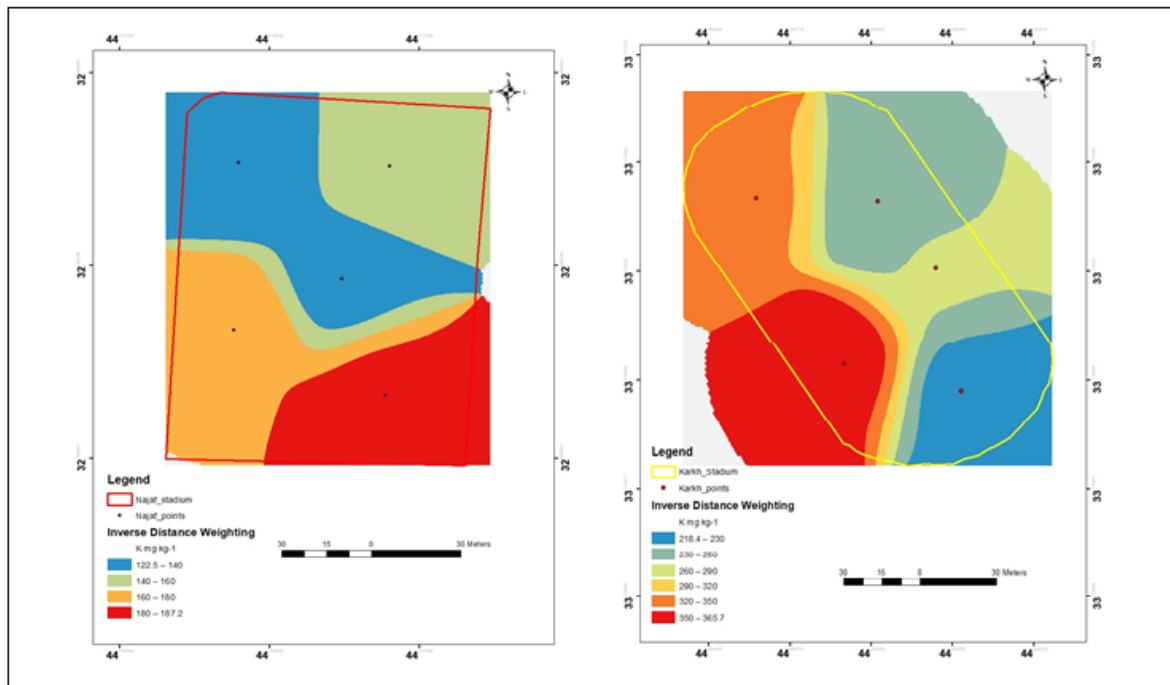 44 44 44
N
W E
S
32
32
32
Legend
Najaf_stadium
Najaf_points
Inverse Distance Weighting
K mg kg-1
122.5 – 140
140 – 160
160 – 180
180 – 187.2
30 15 0 30 Meters
44 44 44
44 44 44 44 44
N
33 33
33 33
33 33
33 33
33 33
33 33
Legend
Karkh_Stadium
Karkh_points
Inverse Distance Weighting
K mg kg-1
218.4 – 230
230 – 260
260 – 290
290 – 320
320 – 350
350 – 365.7
30 15 0 30 Meters
44 44 44 44 44